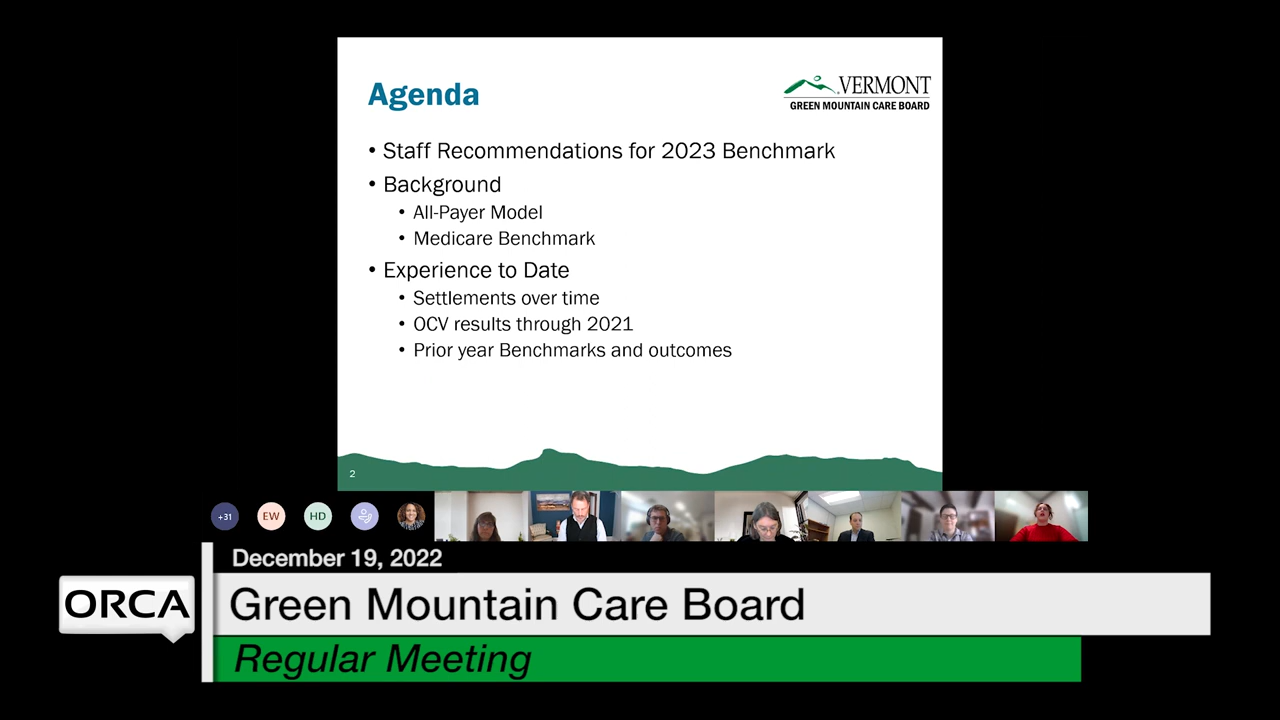 Agenda
VERMONT
GREEN MOUNTAIN CARE BOARD
• Staff Recommendations for 2023 Benchmark
• Background
• All-Payer Model
• Medicare Benchmark
• Experience to Date
• Settlements over time
• OCV results through 2021
• Prior year Benchmarks and outcomes
2
+31
EW
HD
December 19, 2022
ORCA
Green Mountain Care Board
Regular Meeting